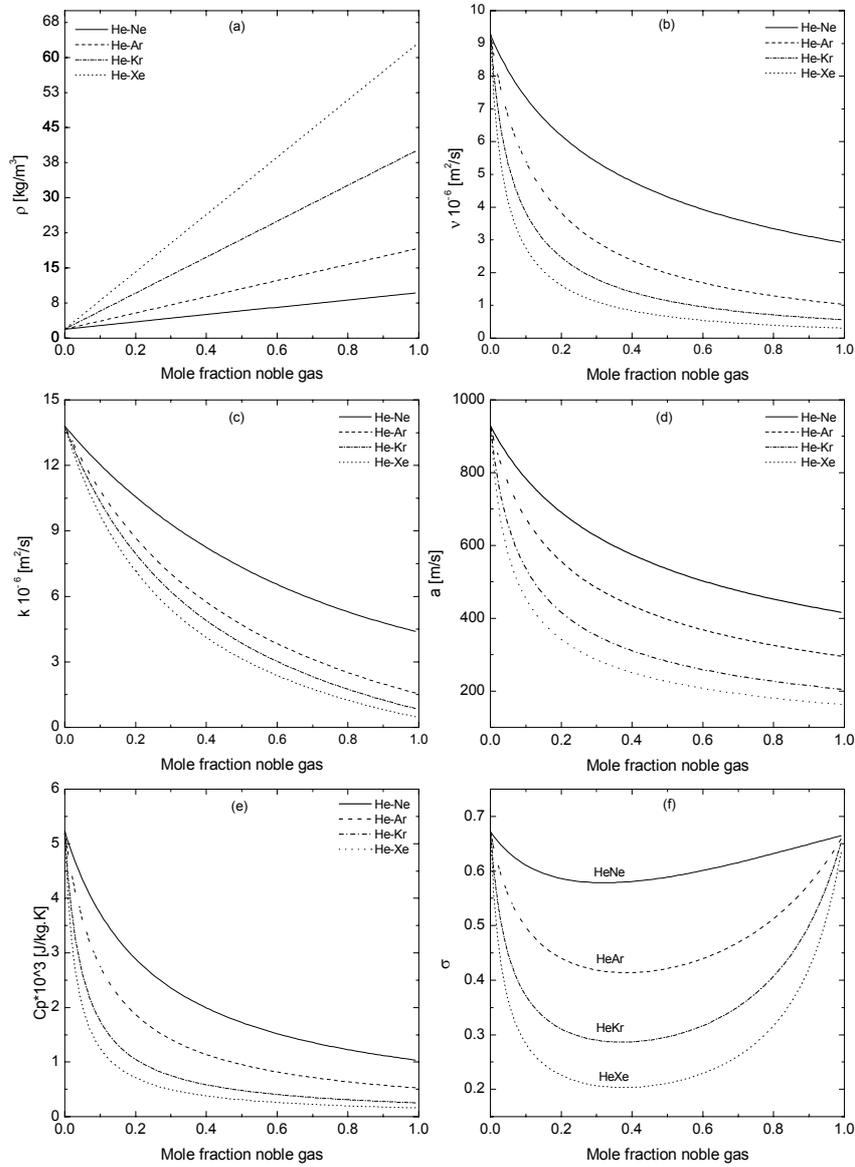 (a)
He-Ne
He-Ar
He-Kr
He-Xe
68
60
53
45
38
30
23
15
8
0
ρ [kg/m³]
0.0 0.2 0.4 0.6 0.8 1.0
Mole fraction noble gas
(b)
He-Ne
He-Ar
He-Kr
He-Xe
10
9
8
7
6
5
4
3
2
1
0
ν 10⁻⁶ [m²/s]
0.0 0.2 0.4 0.6 0.8 1.0
Mole fraction noble gas
(c)
He-Ne
He-Ar
He-Kr
He-Xe
15
12
9
6
3
0
k 10⁻⁶ [m²/s]
0.0 0.2 0.4 0.6 0.8 1.0
Mole fraction noble gas
(d)
He-Ne
He-Ar
He-Kr
He-Xe
1000
800
600
400
200
a [m/s]
0.0 0.2 0.4 0.6 0.8 1.0
Mole fraction noble gas
(e)
He-Ne
He-Ar
He-Kr
He-Xe
6
5
4
3
2
1
0
Cp*10^3 [J/kg.K]
0.0 0.2 0.4 0.6 0.8 1.0
Mole fraction noble gas
(f)
0.7
0.6
0.5
0.4
0.3
0.2
σ
HeNe
HeAr
HeKr
HeXe
0.0 0.2 0.4 0.6 0.8 1.0
Mole fraction noble gas